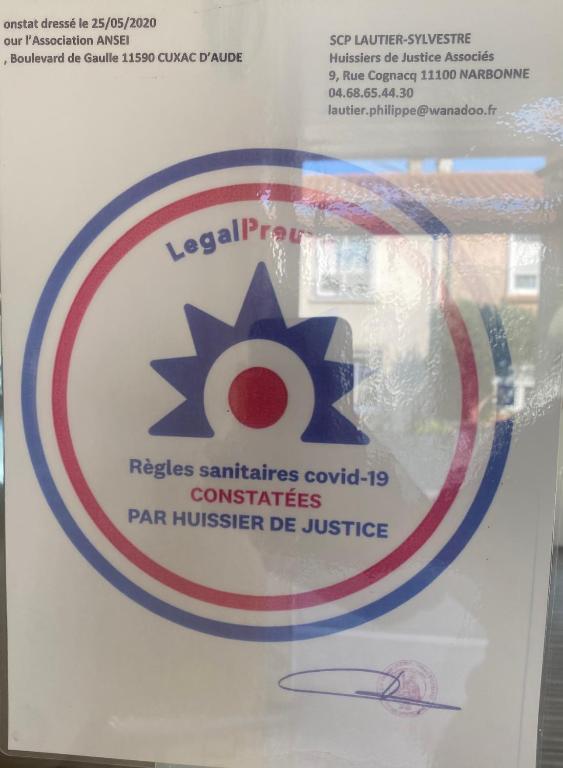 onstat dressé le 25/05/2020
our l'Association ANSEI
, Boulevard de Gaulle 11590 CUXAC D'AUDE
SCP LAUTIER-SYLVESTRE
Huissiers de Justice Associés
9, Rue Cognacq 11100 NARBONNE
04.68.65.44.30
lautier.philippe@wanadoo.fr
LegalPreu
Règles sanitaires covid-19
CONSTATÉES
PAR HUISSIER DE JUSTICE